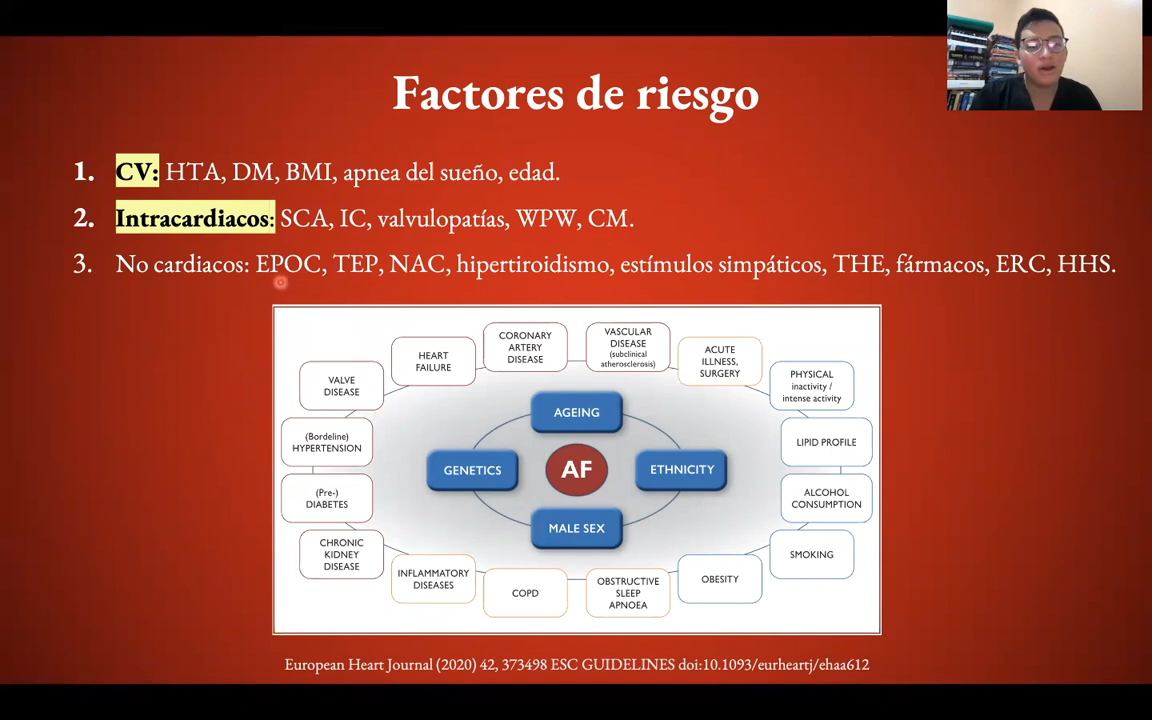 Factores de riesgo
1. CV: HTA, DM, BMI, apnea del sueño, edad.
2. Intracardiacos: SCA, IC, valvulopatías, WPW, CM.
3. No cardiacos: EPOC, TEP, NAC, hipertiroidismo, estímulos simpáticos, THE, fármacos, ERC, HHS.
CORONARY
ARTERY
DISEASE
VASCULAR
DISEASE
(subclinical
atherosclerosis)
HEART
FAILURE
ACUTE
ILLNESS,
SURGERY
VALVE
DISEASE
PHYSICAL
inactivity /
intense activity
AGEING
(Bordeline)
HYPERTENSION
LIPID PROFILE
GENETICS
AF
ETHNICITY
(Pre-)
DIABETES
ALCOHOL
CONSUMPTION
MALE SEX
CHRONIC
KIDNEY
DISEASE
SMOKING
INFLAMMATORY
DISEASES
COPD
OBSTRUCTIVE
SLEEP
APNOEA
OBESITY
European Heart Journal (2020) 42, 373498 ESC GUIDELINES doi:10.1093/eurheartj/ehaa612